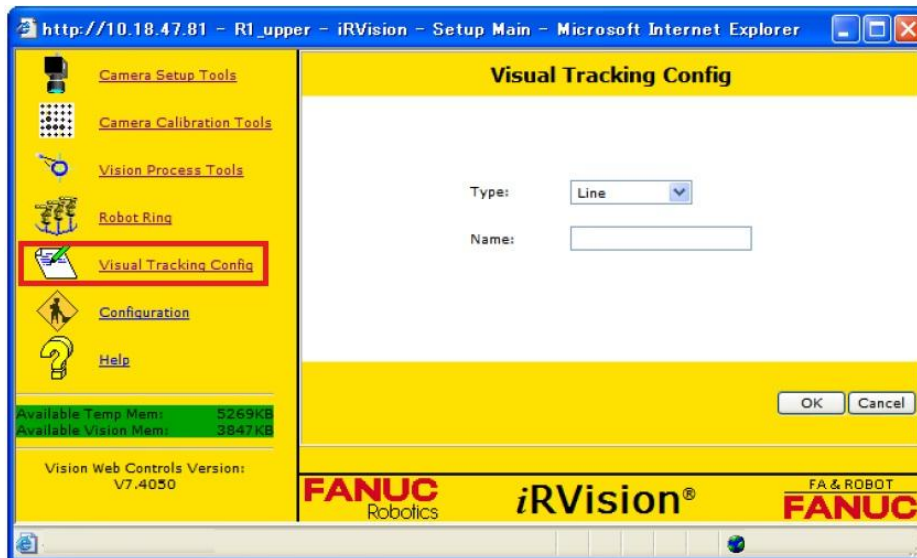 http://10.18.47.81 - R1_upper - iRVision - Setup Main - Microsoft Internet Explorer
Camera Setup Tools
Camera Calibration Tools
Vision Process Tools
Robot Ring
Visual Tracking Config
Configuration
Help
Available Temp Mem: 5269KB
Available Vision Mem: 3847KB
Vision Web Controls Version:
V7.4050
Visual Tracking Config
Type: Line
Name:
OK Cancel
FANUC
Robotics
iRVision®
FA & ROBOT
FANUC